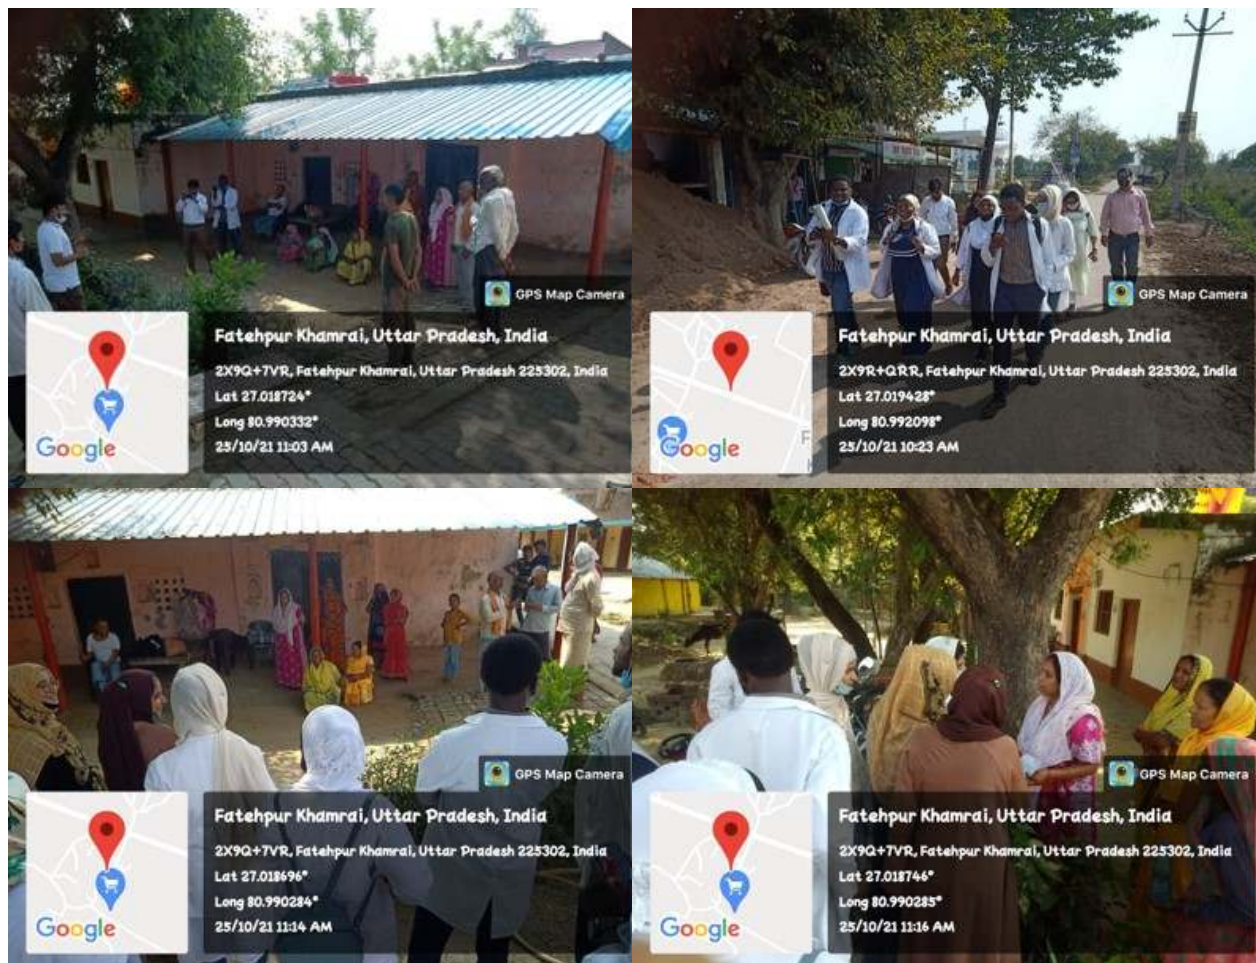 GPS Map Camera
Fatehpur Khamrai, Uttar Pradesh, India
2X9Q+7VR, Fatehpur Khamrai, Uttar Pradesh 225302, India
Lat 27.018724°
Long 80.990332°
25/10/21 11:03 AM
Google
GPS Map Camera
Fatehpur Khamrai, Uttar Pradesh, India
2X9R+QRR, Fatehpur Khamrai, Uttar Pradesh 225302, India
Lat 27.019428°
Long 80.992098°
25/10/21 10:23 AM
Google
GPS Map Camera
Fatehpur Khamrai, Uttar Pradesh, India
2X9Q+7VR, Fatehpur Khamrai, Uttar Pradesh 225302, India
Lat 27.018696°
Long 80.990284°
25/10/21 11:14 AM
Google
GPS Map Camera
Fatehpur Khamrai, Uttar Pradesh, India
2X9Q+7VR, Fatehpur Khamrai, Uttar Pradesh 225302, India
Lat 27.018746°
Long 80.990285°
25/10/21 11:16 AM
Google